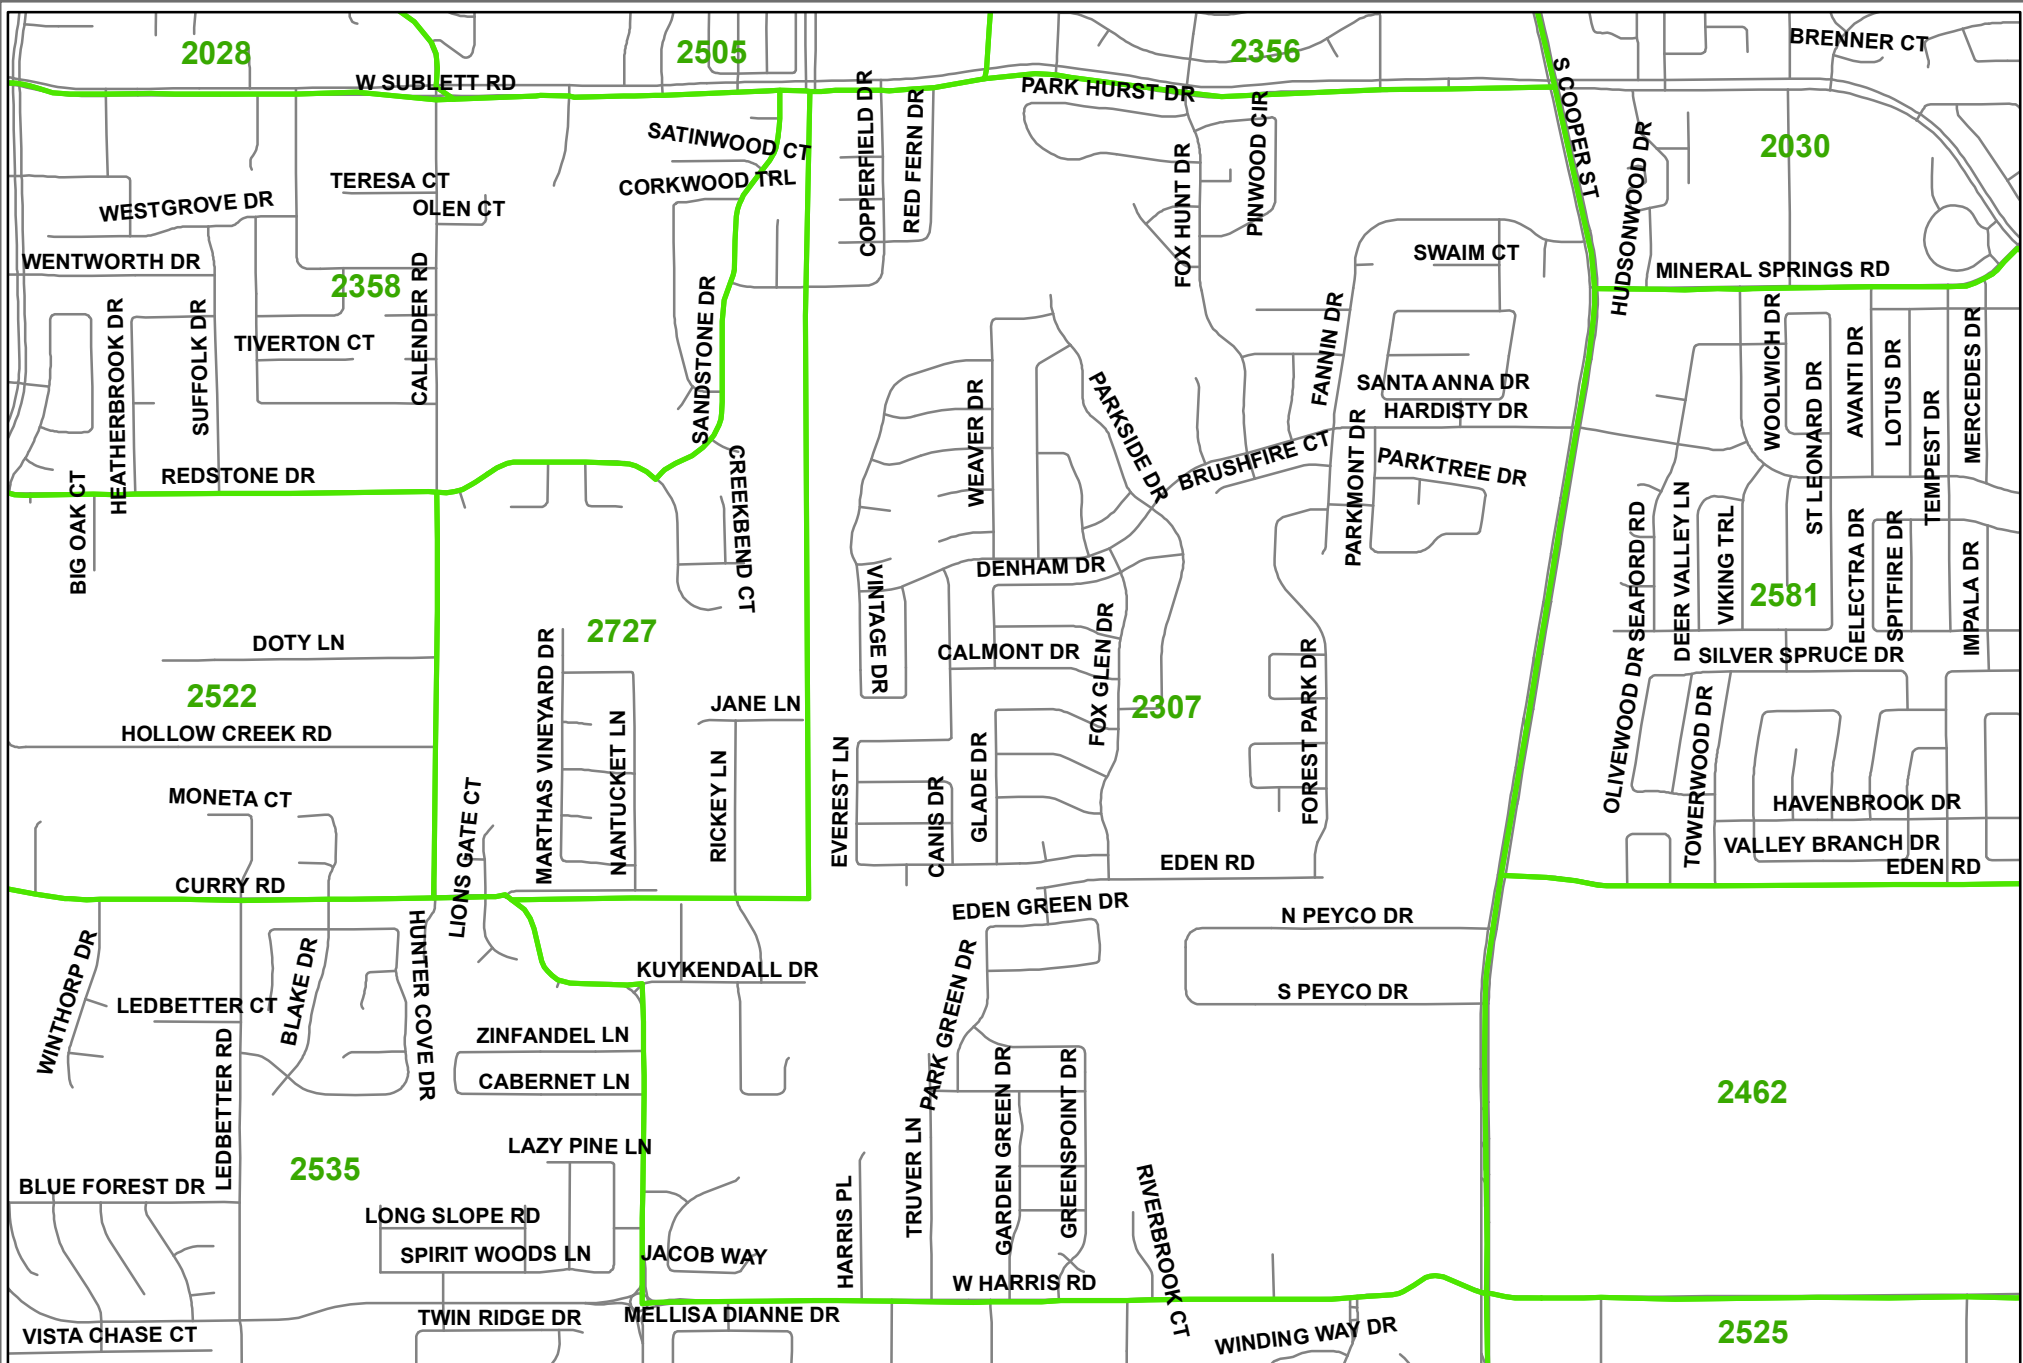 2028
2505
2356
BRENNER CT
W SUBLETT RD
PARK HURST DR
S COOPER ST
SATINWOOD CT
COPPERFIELD DR
RED FERN DR
PINWOOD CIR
HUDSONWOOD DR
2030
TERESA CT
CORKWOOD TRL
FOX HUNT DR
WESTGROVE DR
OLEN CT
SWAIM CT
WENTWORTH DR
MINERAL SPRINGS RD
2358
CALENDER RD
HEATHERBROOK DR
SUFFOLK DR
TIVERTON CT
SANDSTONE DR
FANNIN DR
WOOLWICH DR
ST LEONARD DR
AVANTI DR
LOTUS DR
TEMPEST DR
MERCEDES DR
WEAVER DR
PARKSIDE DR
SANTA ANNA DR
HARDISTY DR
BRUSHFIRE CT
PARKMONT DR
PARKTREE DR
REDSTONE DR
BIG OAK CT
CREEKBEND CT
DENHAM DR
SEAFORD RD
DEER VALLEY LN
VIKING TRL
2581
ELECTRA DR
SPITFIRE DR
IMPALA DR
VINTAGE DR
2727
DOTY LN
CALMONT DR
FOX GLEN DR
SILVER SPRUCE DR
2522
JANE LN
2307
FOREST PARK DR
OLIVEWOOD DR
TOWERWOOD DR
HOLLOW CREEK RD
MARTHAS VINEYARD DR
NANTUCKET LN
RICKEY LN
EVEREST LN
CANIS DR
GLADE DR
MONETA CT
LIONS GATE CT
HAVENBROOK DR
VALLEY BRANCH DR
EDEN RD
EDEN RD
CURRY RD
EDEN GREEN DR
N PEYCO DR
WINTHORP DR
BLAKE DR
HUNTER COVE DR
KUYKENDALL DR
PARK GREEN DR
S PEYCO DR
LEDBETTER CT
LEDBETTER RD
ZINFANDEL LN
CABERNET LN
GARDEN GREEN DR
GREENSPOINT DR
2462
2535
LAZY PINE LN
TRUVER LN
HARRIS PL
RIVERBROOK CT
BLUE FOREST DR
LONG SLOPE RD
SPIRIT WOODS LN
JACOB WAY
W HARRIS RD
TWIN RIDGE DR
MELLISA DIANNE DR
VISTA CHASE CT
WINDING WAY DR
2525